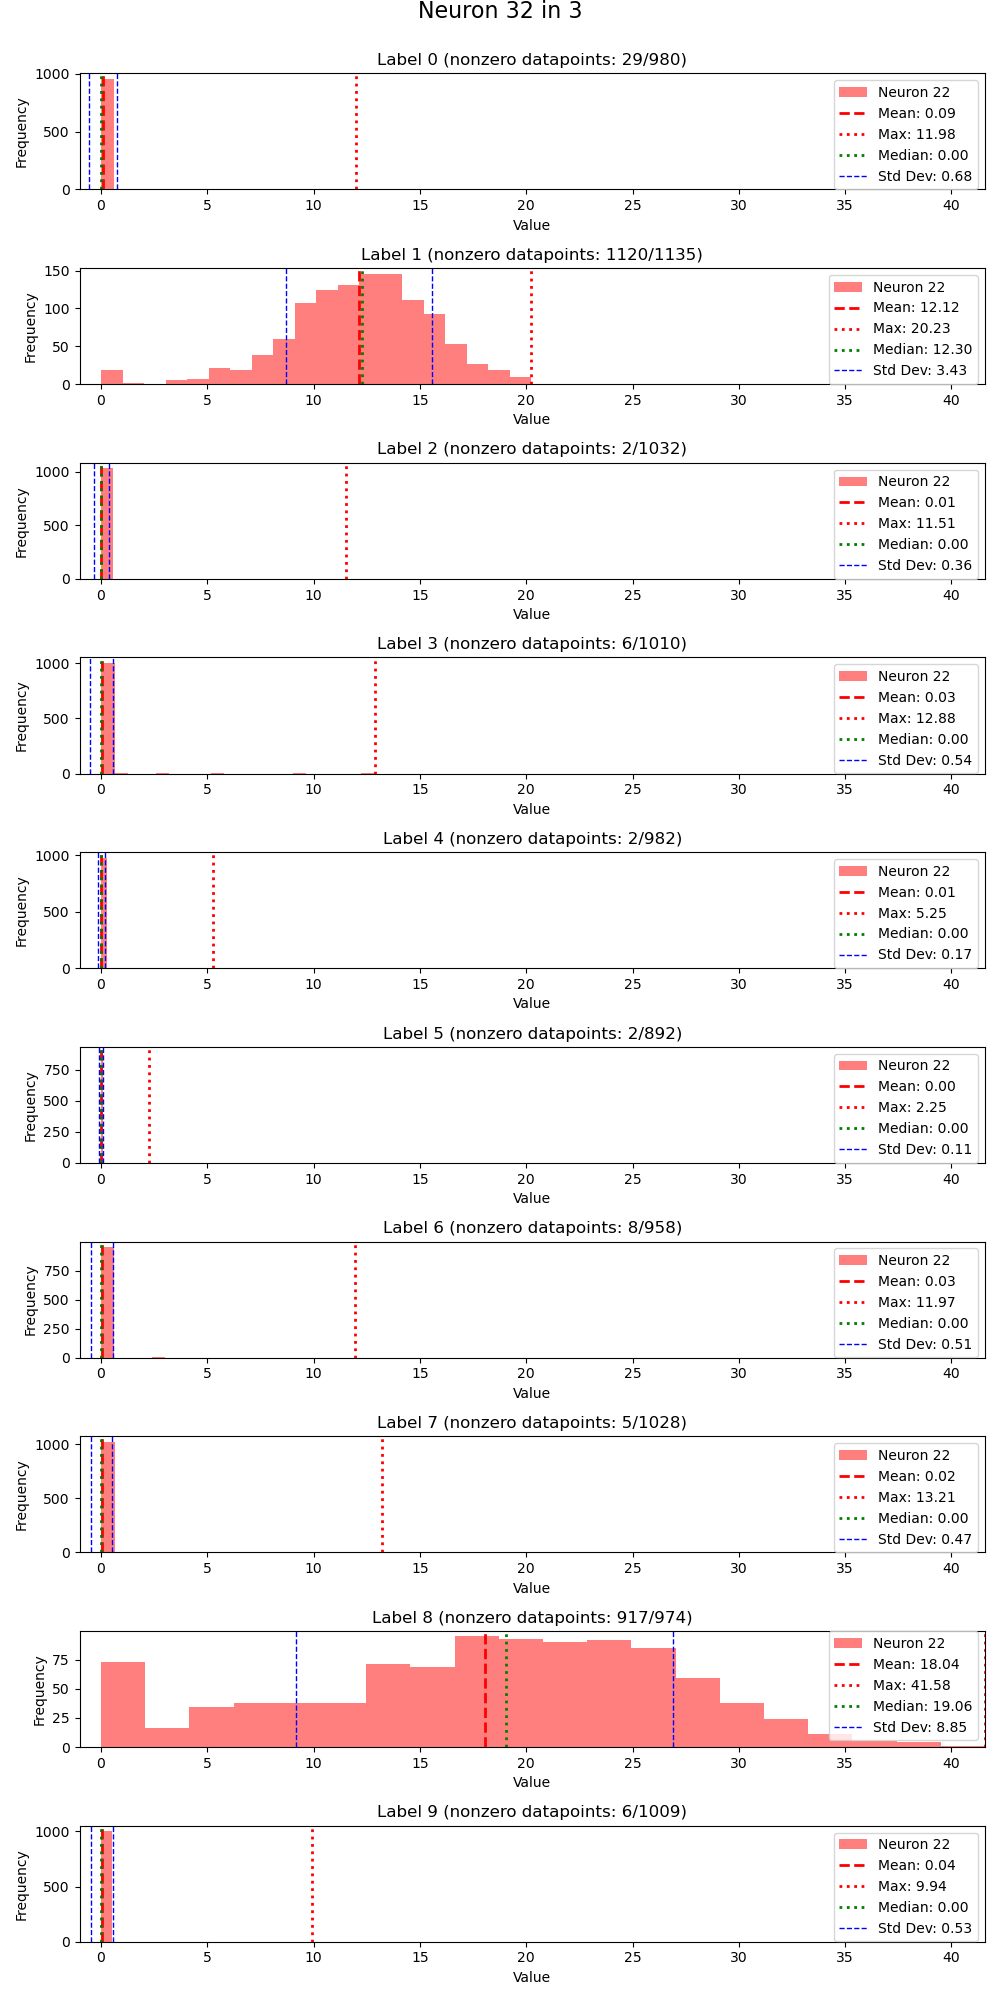 Neuron 32 in 3
Label 0 (nonzero datapoints: 29/980)
Frequency
1000
500
0
Neuron 22
Mean: 0.09
Max: 11.98
Median: 0.00
Std Dev: 0.68
0 5 10 15 20 25 30 35 40
Value
Label 1 (nonzero datapoints: 1120/1135)
Frequency
150
100
50
0
Neuron 22
Mean: 12.12
Max: 20.23
Median: 12.30
Std Dev: 3.43
0 5 10 15 20 25 30 35 40
Value
Label 2 (nonzero datapoints: 2/1032)
Frequency
1000
500
0
Neuron 22
Mean: 0.01
Max: 11.51
Median: 0.00
Std Dev: 0.36
0 5 10 15 20 25 30 35 40
Value
Label 3 (nonzero datapoints: 6/1010)
Frequency
1000
500
0
Neuron 22
Mean: 0.03
Max: 12.88
Median: 0.00
Std Dev: 0.54
0 5 10 15 20 25 30 35 40
Value
Label 4 (nonzero datapoints: 2/982)
Frequency
1000
500
0
Neuron 22
Mean: 0.01
Max: 5.25
Median: 0.00
Std Dev: 0.17
0 5 10 15 20 25 30 35 40
Value
Label 5 (nonzero datapoints: 2/892)
Frequency
750
500
250
0
Neuron 22
Mean: 0.00
Max: 2.25
Median: 0.00
Std Dev: 0.11
0 5 10 15 20 25 30 35 40
Value
Label 6 (nonzero datapoints: 8/958)
Frequency
750
500
250
0
Neuron 22
Mean: 0.03
Max: 11.97
Median: 0.00
Std Dev: 0.51
0 5 10 15 20 25 30 35 40
Value
Label 7 (nonzero datapoints: 5/1028)
Frequency
1000
500
0
Neuron 22
Mean: 0.02
Max: 13.21
Median: 0.00
Std Dev: 0.47
0 5 10 15 20 25 30 35 40
Value
Label 8 (nonzero datapoints: 917/974)
Frequency
75
50
25
0
Neuron 22
Mean: 18.04
Max: 41.58
Median: 19.06
Std Dev: 8.85
0 5 10 15 20 25 30 35 40
Value
Label 9 (nonzero datapoints: 6/1009)
Frequency
1000
500
0
Neuron 22
Mean: 0.04
Max: 9.94
Median: 0.00
Std Dev: 0.53
0 5 10 15 20 25 30 35 40
Value